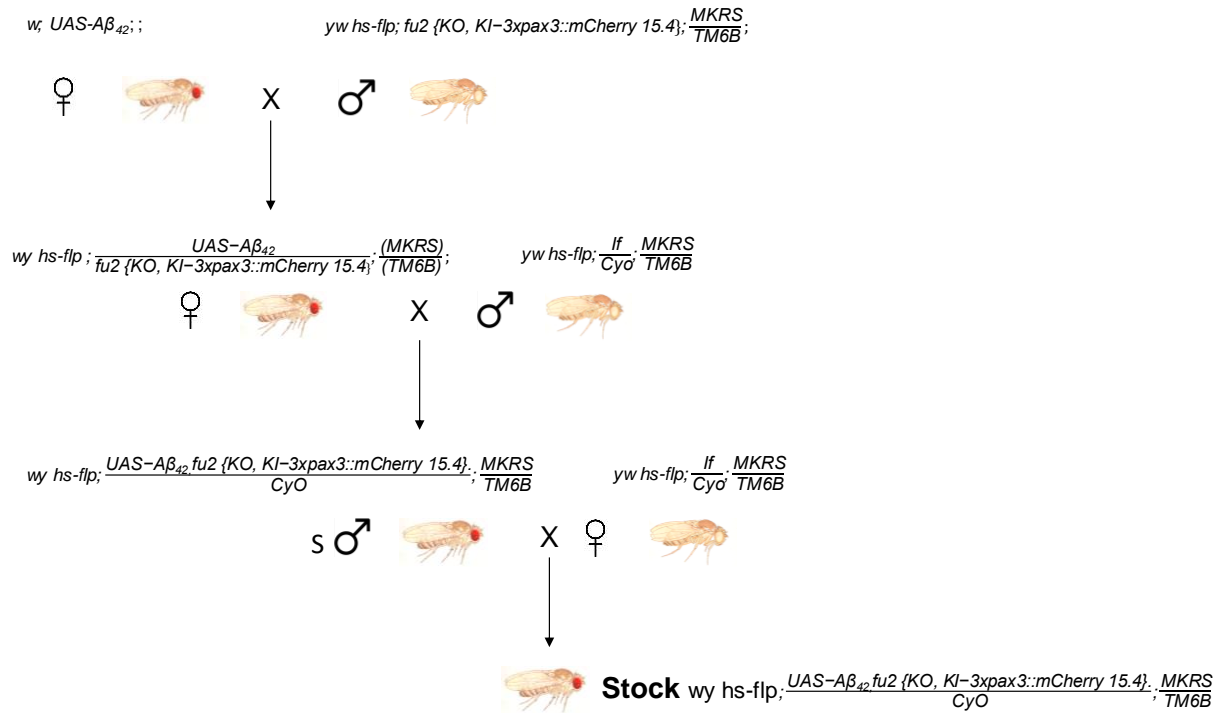 w; UAS-Aβ42; ;
yw hs-flp; fu2 {KO, KI-3xpax3::mCherry 15.4}; MKRS
TM6B ;
♀ X ♂
wy hs-flp ; UAS-Aβ42 ; (MKRS) ;
fu2 {KO, KI-3xpax3::mCherry 15.4} (TM6B)
yw hs-flp; If ; MKRS
Cyo TM6B
♀ X ♂
wy hs-flp; UAS-Aβ42, fu2 {KO, KI-3xpax3::mCherry 15.4}. ; MKRS
CyO TM6B
yw hs-flp; If ; MKRS
Cyo TM6B
S ♂ X ♀
Stock wy hs-flp; UAS-Aβ42, fu2 {KO, KI-3xpax3::mCherry 15.4}. ; MKRS
CyO TM6B